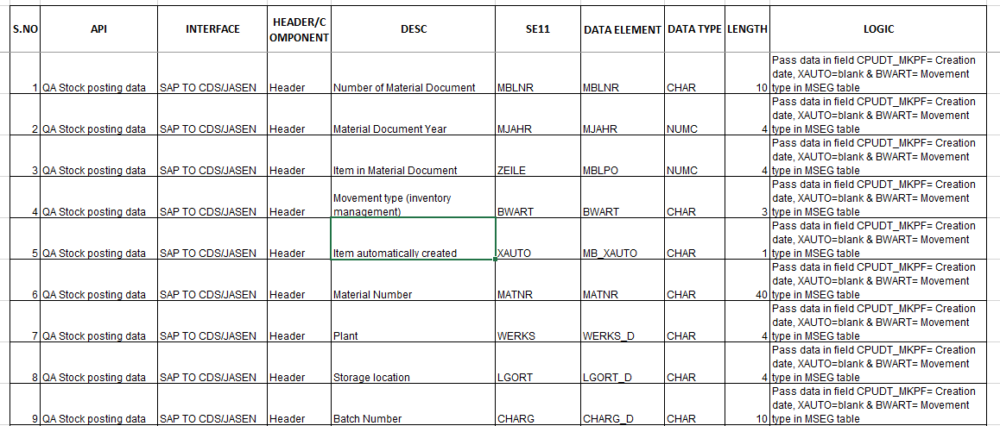 S.NO API INTERFACE HEADER/C OMPONENT DESC SE11 DATA ELEMENT DATA TYPE LENGTH LOGIC
Pass data in field CPUDT_MKPF= Creation
date, XAUTO=blank & BWART= Movement
1 QA Stock posting data SAP TO CDS/JASEN Header Number of Material Document MBLNR MBLNR CHAR 10 type in MSEG table
Pass data in field CPUDT_MKPF= Creation
date, XAUTO=blank & BWART= Movement
2 QA Stock posting data SAP TO CDS/JASEN Header Material Document Year MJAHR MJAHR NUMC 4 type in MSEG table
Pass data in field CPUDT_MKPF= Creation
date, XAUTO=blank & BWART= Movement
3 QA Stock posting data SAP TO CDS/JASEN Header Item in Material Document ZEILE MBLPO NUMC 4 type in MSEG table
Pass data in field CPUDT_MKPF= Creation
Movement type (inventory date, XAUTO=blank & BWART= Movement
4 QA Stock posting data SAP TO CDS/JASEN Header management) BWART BWART CHAR 3 type in MSEG table
Pass data in field CPUDT_MKPF= Creation
date, XAUTO=blank & BWART= Movement
5 QA Stock posting data SAP TO CDS/JASEN Header Item automatically created XAUTO MB_XAUTO CHAR 1 type in MSEG table
Pass data in field CPUDT_MKPF= Creation
date, XAUTO=blank & BWART= Movement
6 QA Stock posting data SAP TO CDS/JASEN Header Material Number MATNR MATNR CHAR 40 type in MSEG table
Pass data in field CPUDT_MKPF= Creation
date, XAUTO=blank & BWART= Movement
7 QA Stock posting data SAP TO CDS/JASEN Header Plant WERKS WERKS_D CHAR 4 type in MSEG table
Pass data in field CPUDT_MKPF= Creation
date, XAUTO=blank & BWART= Movement
8 QA Stock posting data SAP TO CDS/JASEN Header Storage location LGORT LGORT_D CHAR 4 type in MSEG table
Pass data in field CPUDT_MKPF= Creation
date, XAUTO=blank & BWART= Movement
9 QA Stock posting data SAP TO CDS/JASEN Header Batch Number CHARG CHARG_D CHAR 10 type in MSEG table